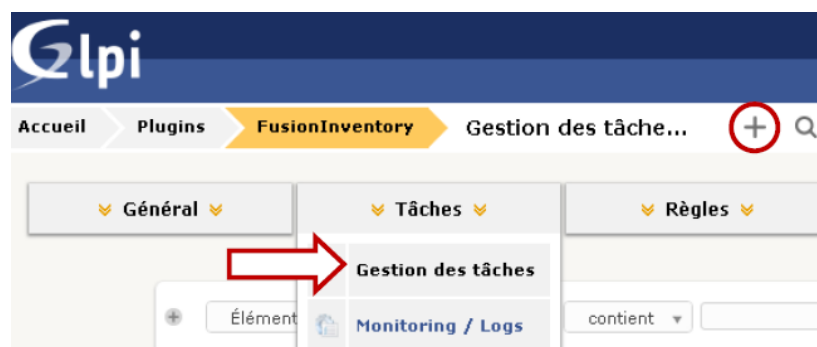 Glpi
Accueil Plugins FusionInventory Gestion des tâche... +
Général Tâches Règles
Gestion des tâches
Élément contient
Monitoring / Logs